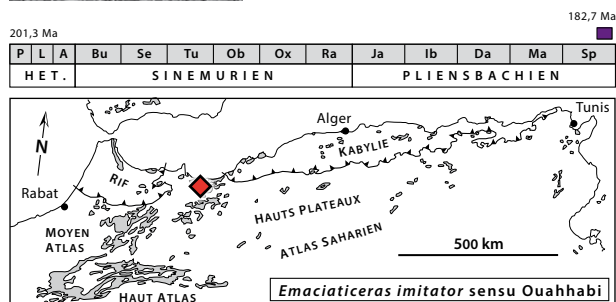 182,7 Ma
201,3 Ma
P L A Bu Se Tu Ob Ox Ra Ja Ib Da Ma Sp
HET. SINEMURIEN PLIENSBACHIEN
N
Tunis
Alger
KABYLIE
RIF
Rabat
HAUTS PLATEAUX
MOYEN
ATLAS
ATLAS SAHARIEN
500 km
HAUT ATLAS
Emaciaticeras imitator sensu Ouahhabi